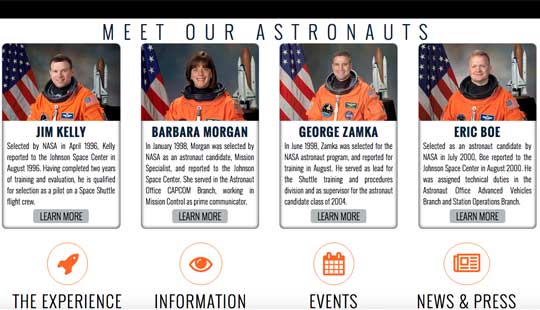 MEET OUR ASTRONAUTS
JIM KELLY
Selected by NASA in April 1996, Kelly
reported to the Johnson Space Center in
August 1996. Having completed two years
of training and evaluation, he is qualified
for selection as a pilot on a Space Shuttle
flight crew.
LEARN MORE
BARBARA MORGAN
In January 1998, Morgan was selected by
NASA as an astronaut candidate, Mission
Specialist, and reported to the Johnson
Space Center. She served in the Astronaut
Office CAPCOM Branch, working in
Mission Control as prime communicator.
LEARN MORE
GEORGE ZAMKA
In June 1998, Zamka was selected for the
NASA astronaut program, and reported for
training in August. He served as lead for
the Shuttle training and procedures
division and as supervisor for the astronaut
candidate class of 2004.
LEARN MORE
ERIC BOE
Selected as an astronaut candidate by
NASA in July 2000, Boe reported to the
Johnson Space Center in August 2000. He
was assigned technical duties in the
Astronaut Office Advanced Vehicles
Branch and Station Operations Branch.
LEARN MORE
THE EXPERIENCE
INFORMATION
EVENTS
NEWS & PRESS